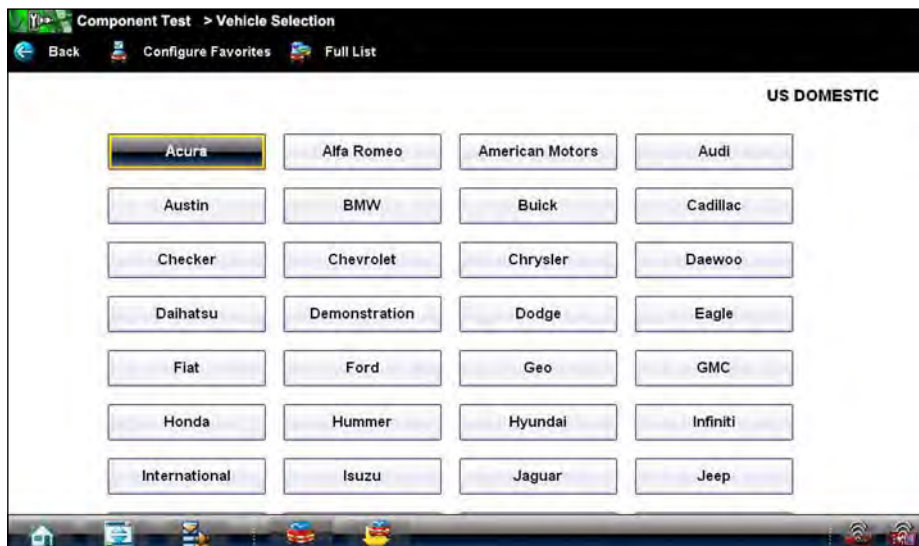 Component Test > Vehicle Selection
Back Configure Favorites Full List
US DOMESTIC
Acura Alfa Romeo American Motors Audi
Austin BMW Buick Cadillac
Checker Chevrolet Chrysler Daewoo
Daihatsu Demonstration Dodge Eagle
Fiat Ford Geo GMC
Honda Hummer Hyundai Infiniti
International Isuzu Jaguar Jeep